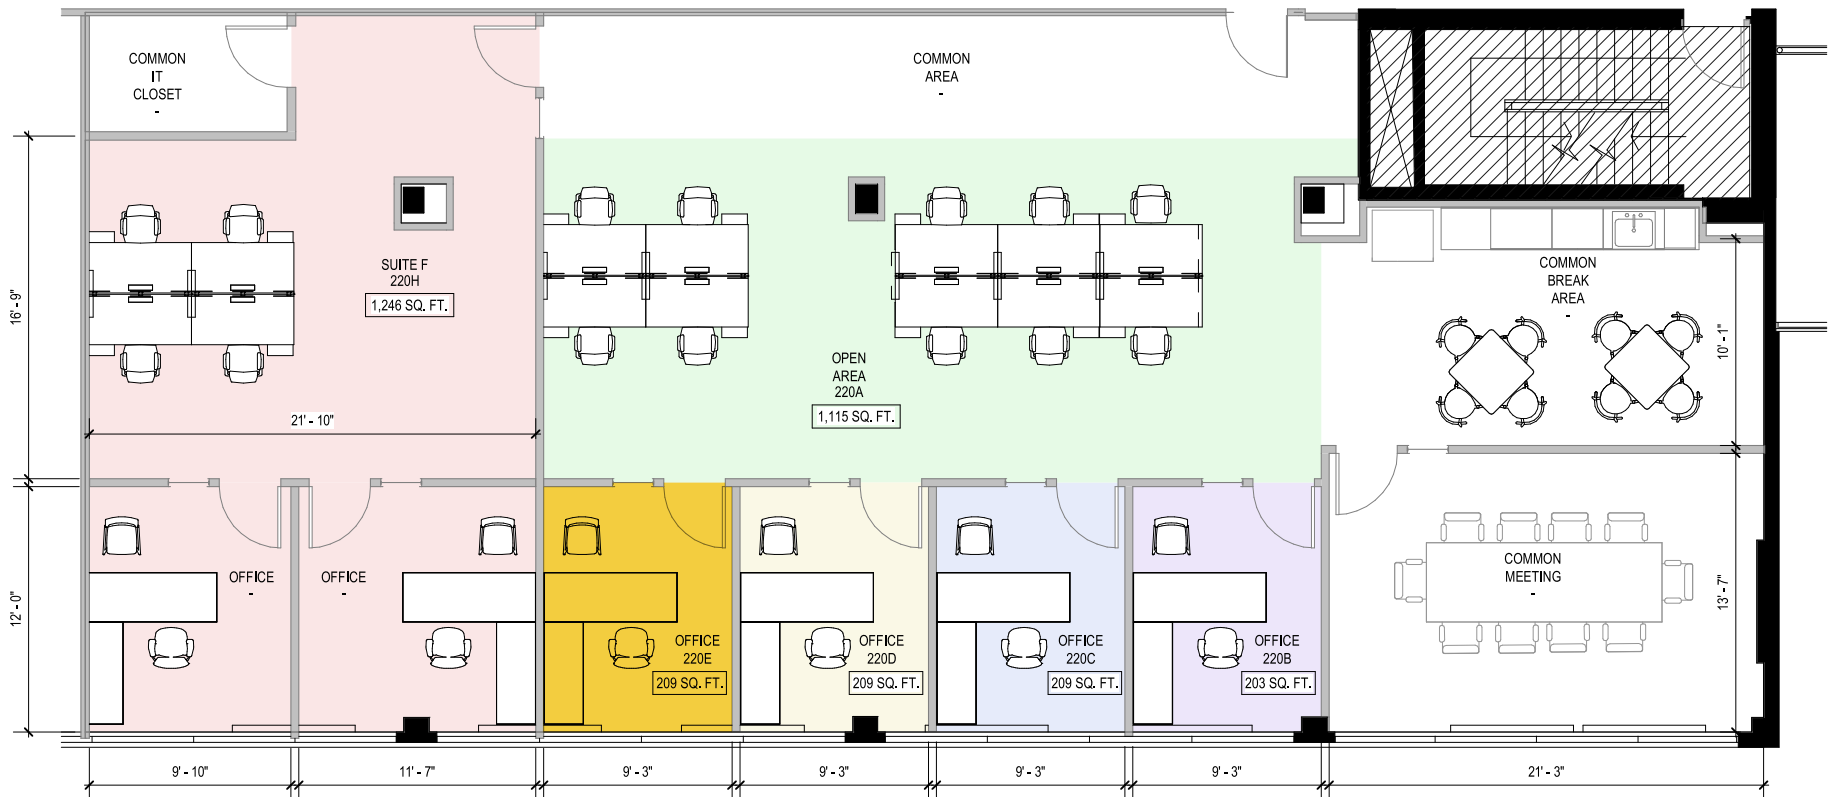 COMMON
IT
CLOSET
-
COMMON
AREA
-
SUITE F
220H
1,246 SQ. FT.
COMMON
BREAK
AREA
-
OPEN
AREA
220A
1,115 SQ. FT.
16' - 9"
10' - 1"
21' - 10"
OFFICE
-
OFFICE
-
OFFICE
220E
209 SQ. FT.
OFFICE
220D
209 SQ. FT.
OFFICE
220C
209 SQ. FT.
OFFICE
220B
203 SQ. FT.
COMMON
MEETING
-
12' - 0"
13' - 7"
9' - 10"
11' - 7"
9' - 3"
9' - 3"
9' - 3"
9' - 3"
21' - 3"